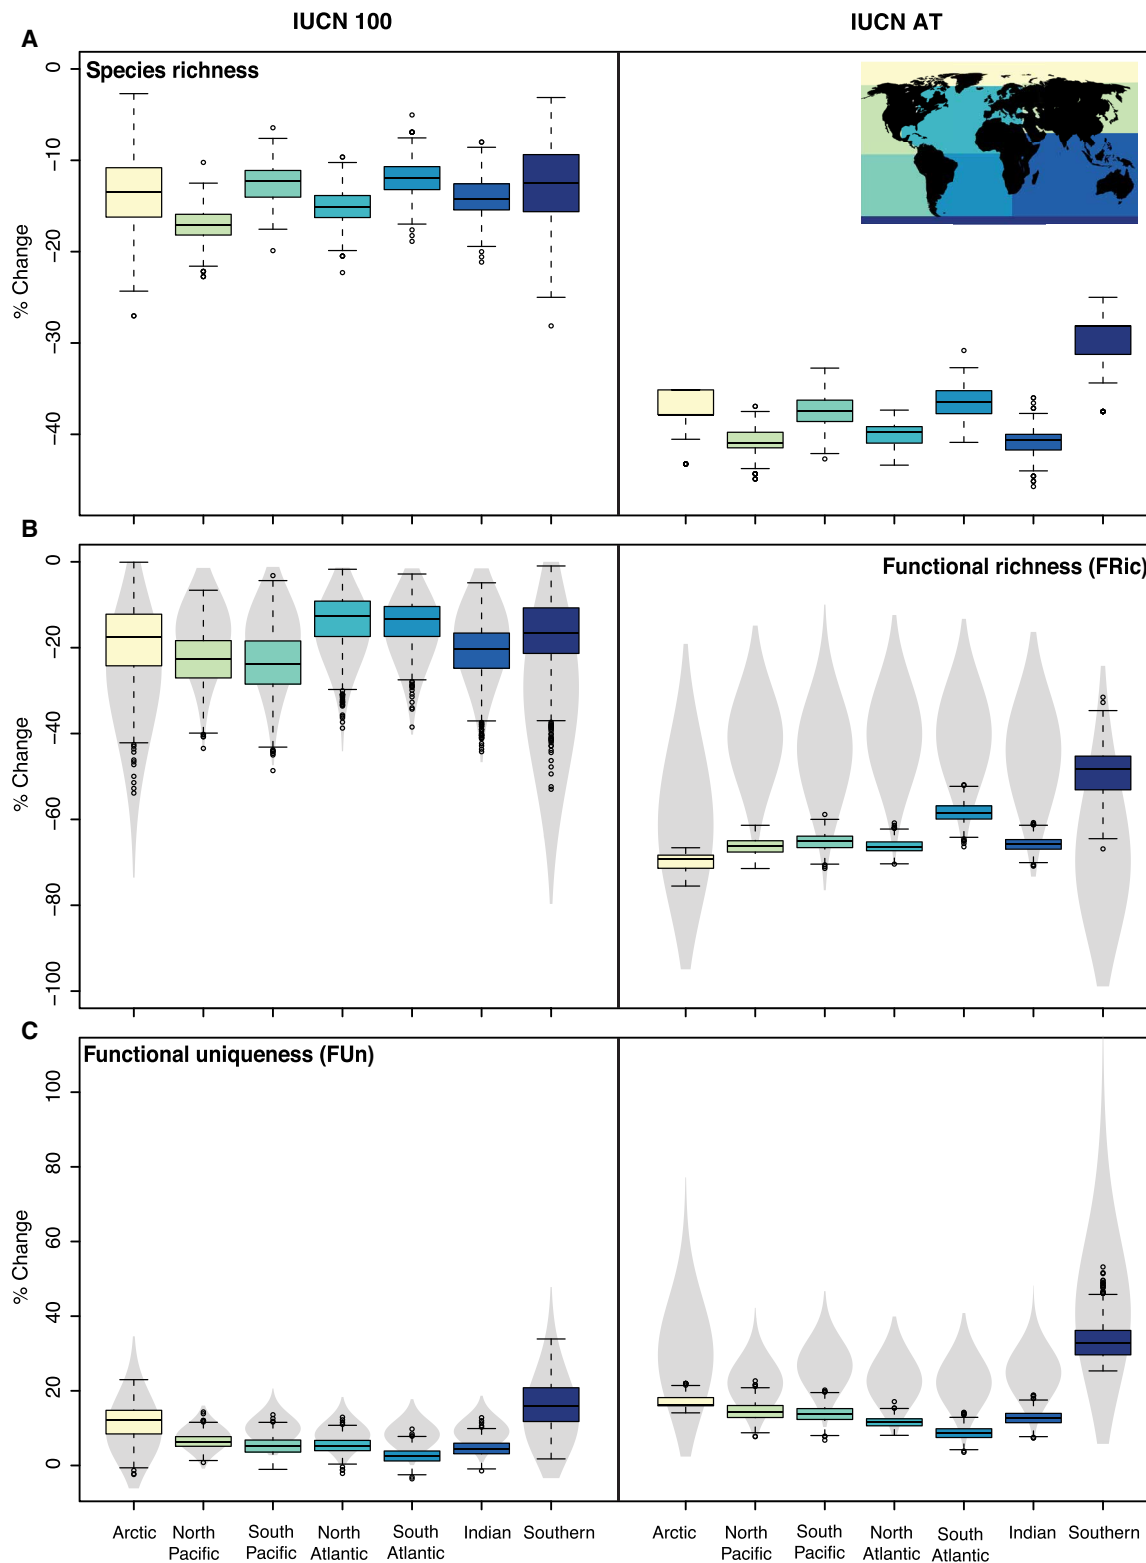 IUCN 100
IUCN AT
A
Species richness
0
−10
−20
−30
−40
% Change
B
Functional richness (FRic)
0
−20
−40
−60
−80
−100
% Change
C
Functional uniqueness (FUn)
100
80
60
40
20
0
% Change
Arctic
North
Pacific
South
Pacific
North
Atlantic
South
Atlantic
Indian
Southern
Arctic
North
Pacific
South
Pacific
North
Atlantic
South
Atlantic
Indian
Southern